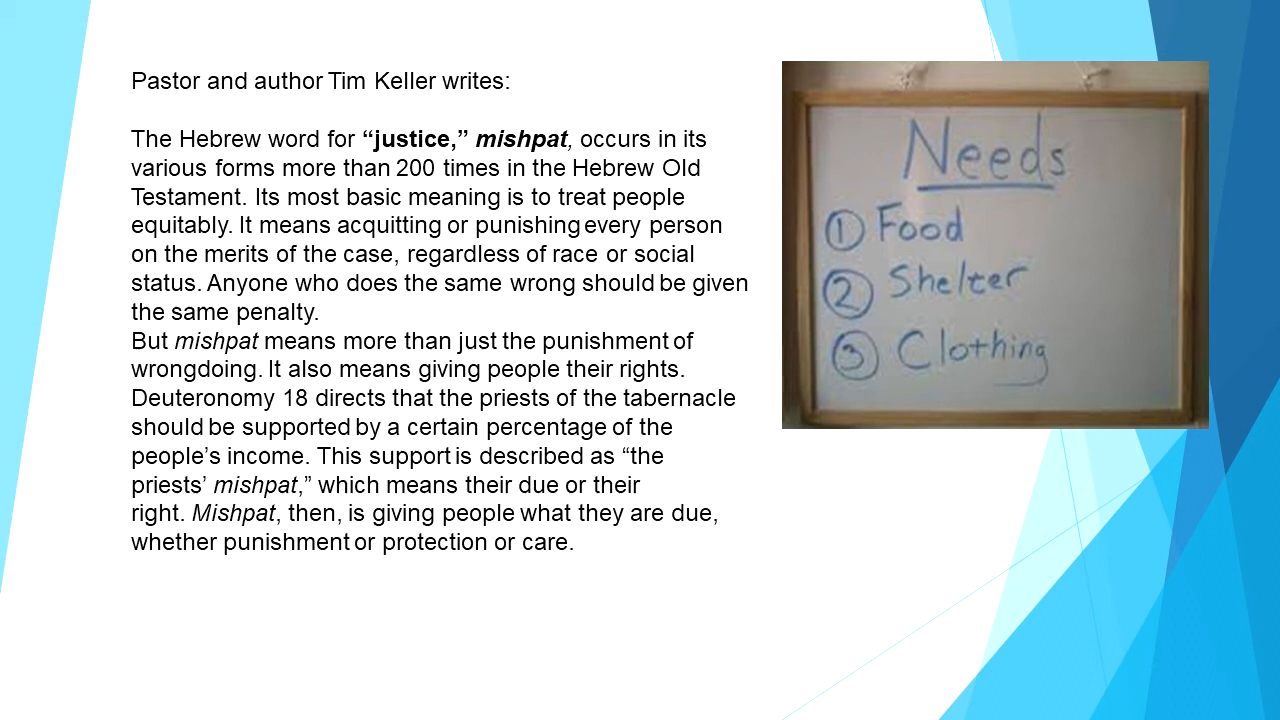 Pastor and author Tim Keller writes:
The Hebrew word for “justice,” mishpat, occurs in its
various forms more than 200 times in the Hebrew Old
Testament. Its most basic meaning is to treat people
equitably. It means acquitting or punishing every person
on the merits of the case, regardless of race or social
status. Anyone who does the same wrong should be given
the same penalty.
But mishpat means more than just the punishment of
wrongdoing. It also means giving people their rights.
Deuteronomy 18 directs that the priests of the tabernacle
should be supported by a certain percentage of the
people’s income. This support is described as “the
priests’ mishpat,” which means their due or their
right. Mishpat, then, is giving people what they are due,
whether punishment or protection or care.
Needs
1 Food
2 Shelter
3 Clothing